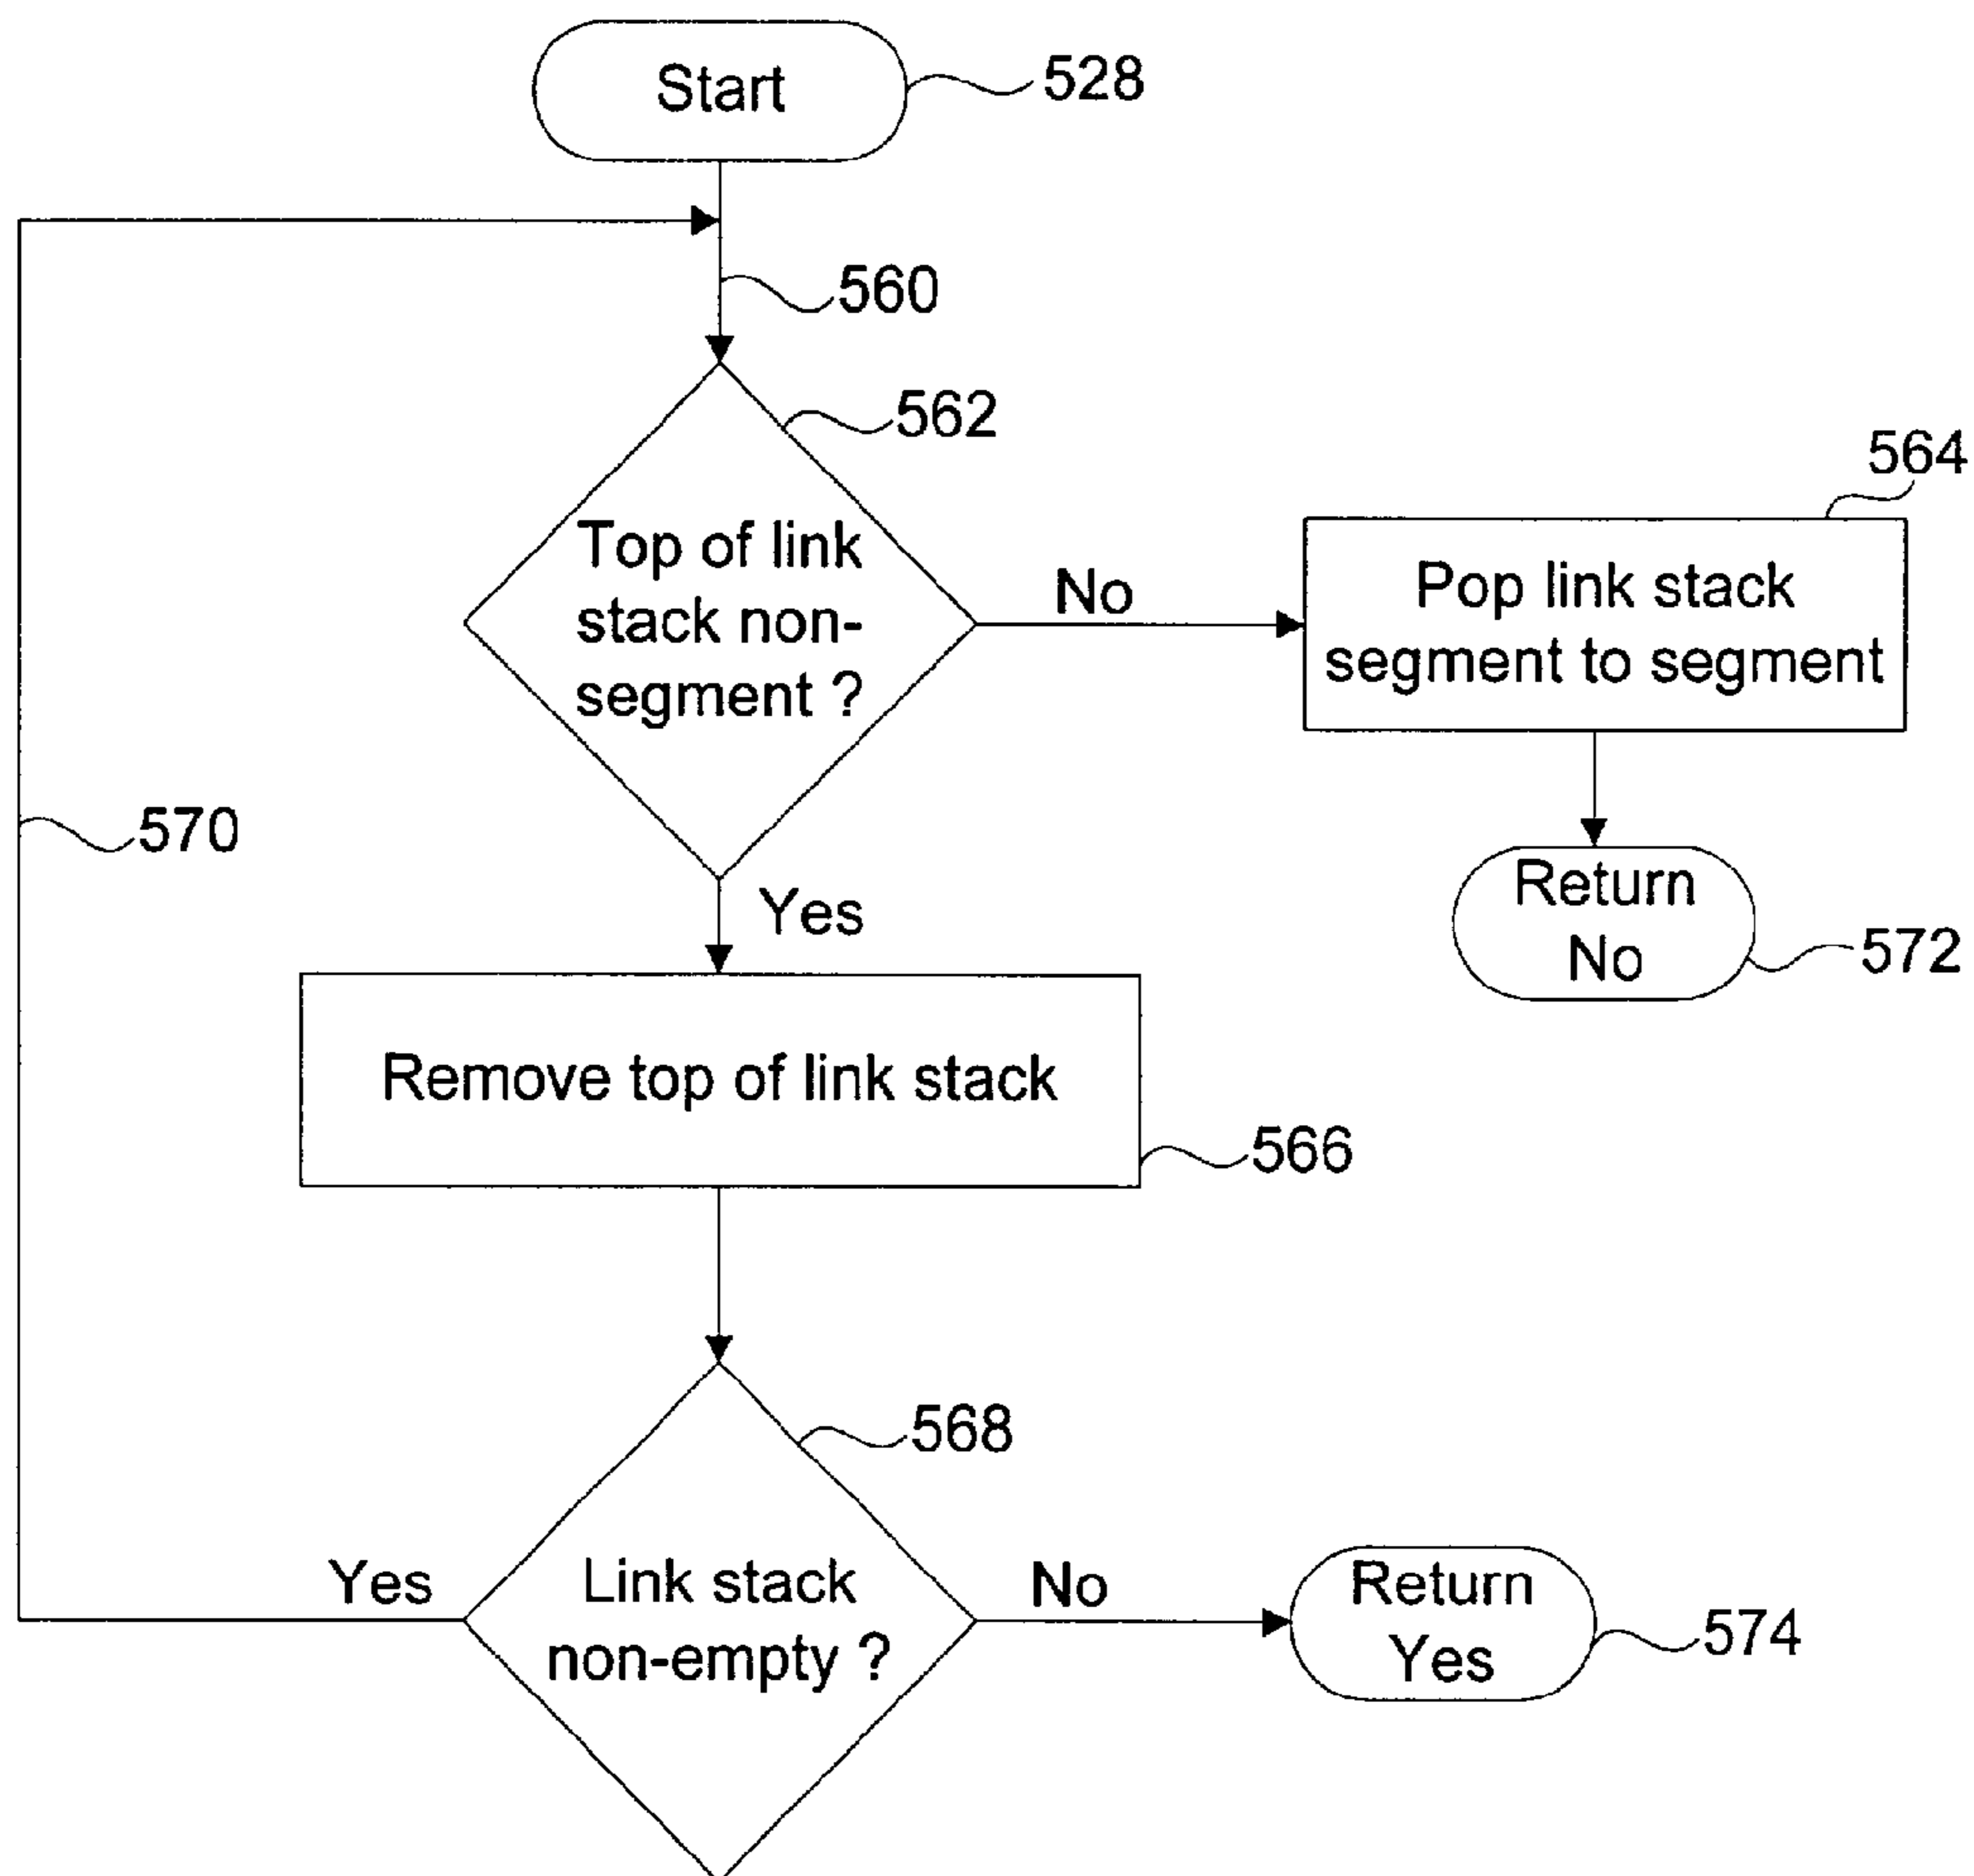 Start
528
560
562
Top of link
stack non-
segment ?
No
564
Pop link stack
segment to segment
570
Yes
Return
No
572
Remove top of link stack
566
568
Yes
Link stack
non-empty ?
No
Return
Yes
574